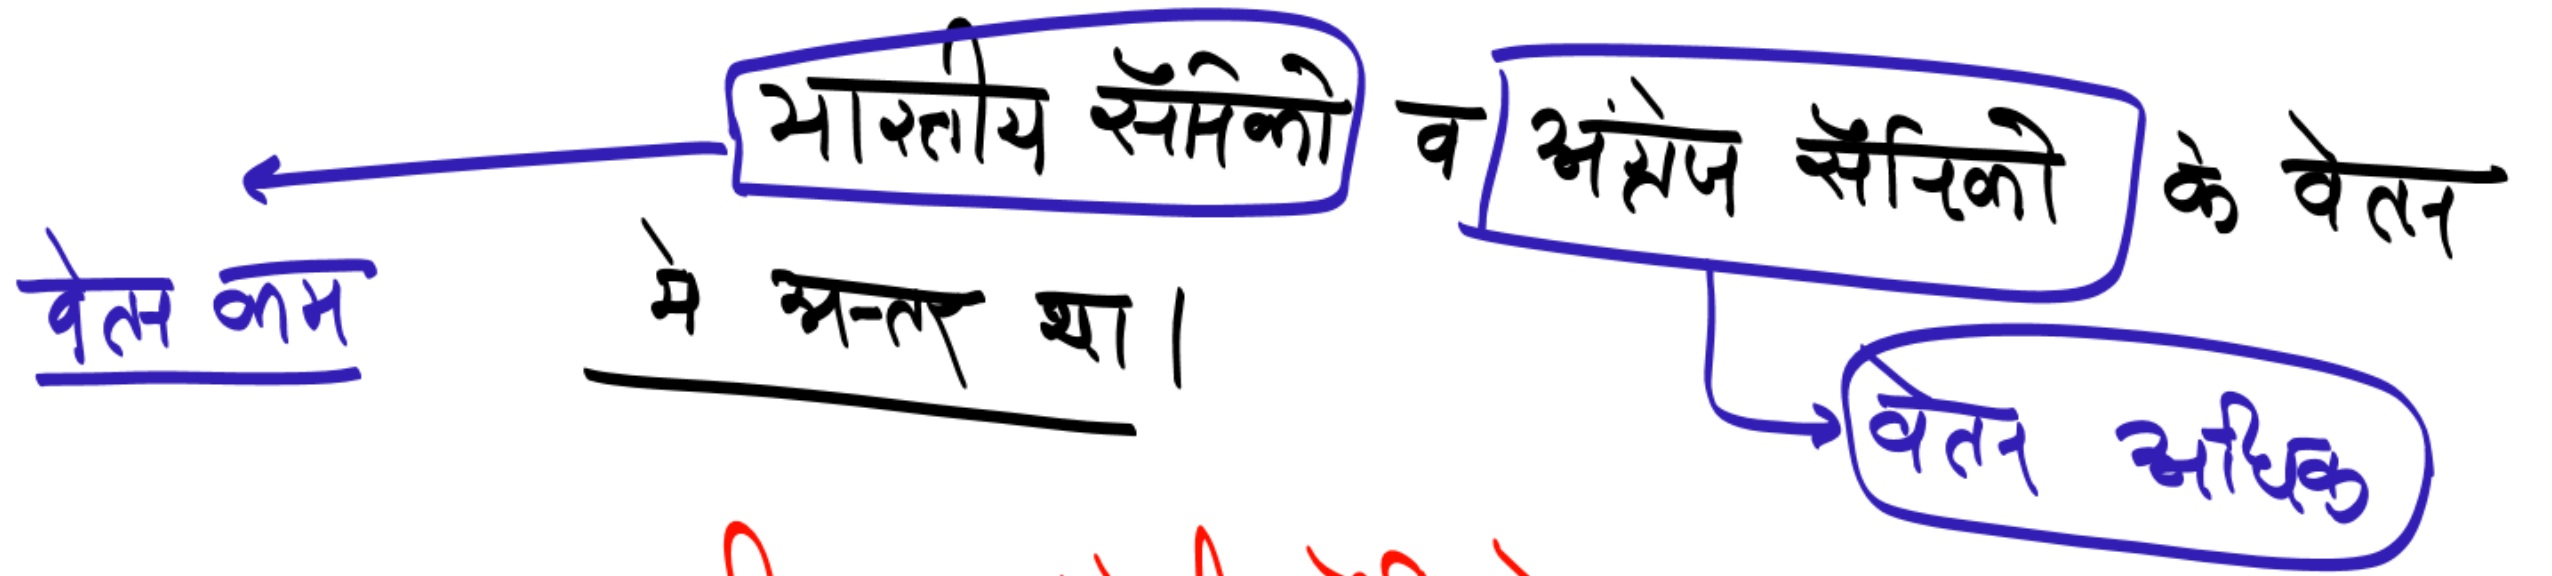 भारतीय सैनिको व अंग्रेज सैनिको के वेतन
मे अन्तर था।
वेतन कम
वेतन अधिक